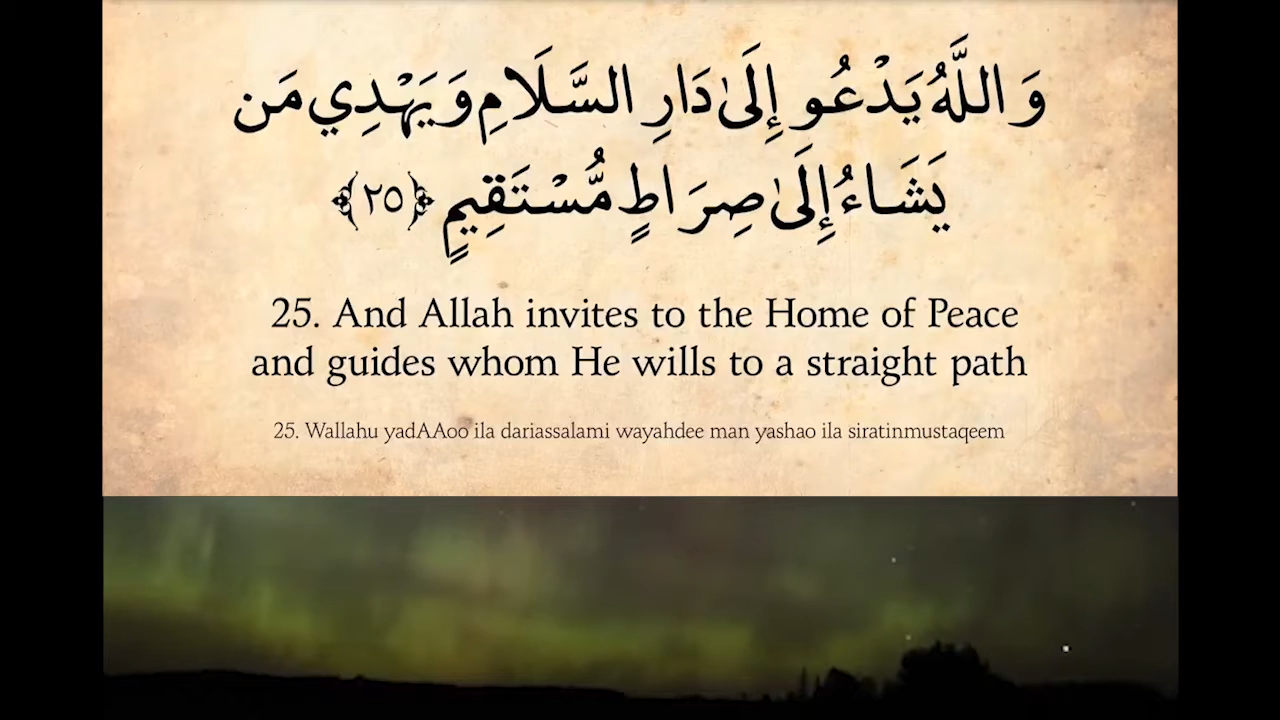 وَاللَّهُ يَدْعُو إِلَىٰ دَارِ السَّلَامِ وَيَهْدِي مَن
يَشَاءُ إِلَىٰ صِرَاطٍ مُّسْتَقِيمٍ ﴿٢٥﴾
25. And Allah invites to the Home of Peace
and guides whom He wills to a straight path
25. Wallahu yadAAoo ila dariassalami wayahdee man yashao ila siratinmustaqeem